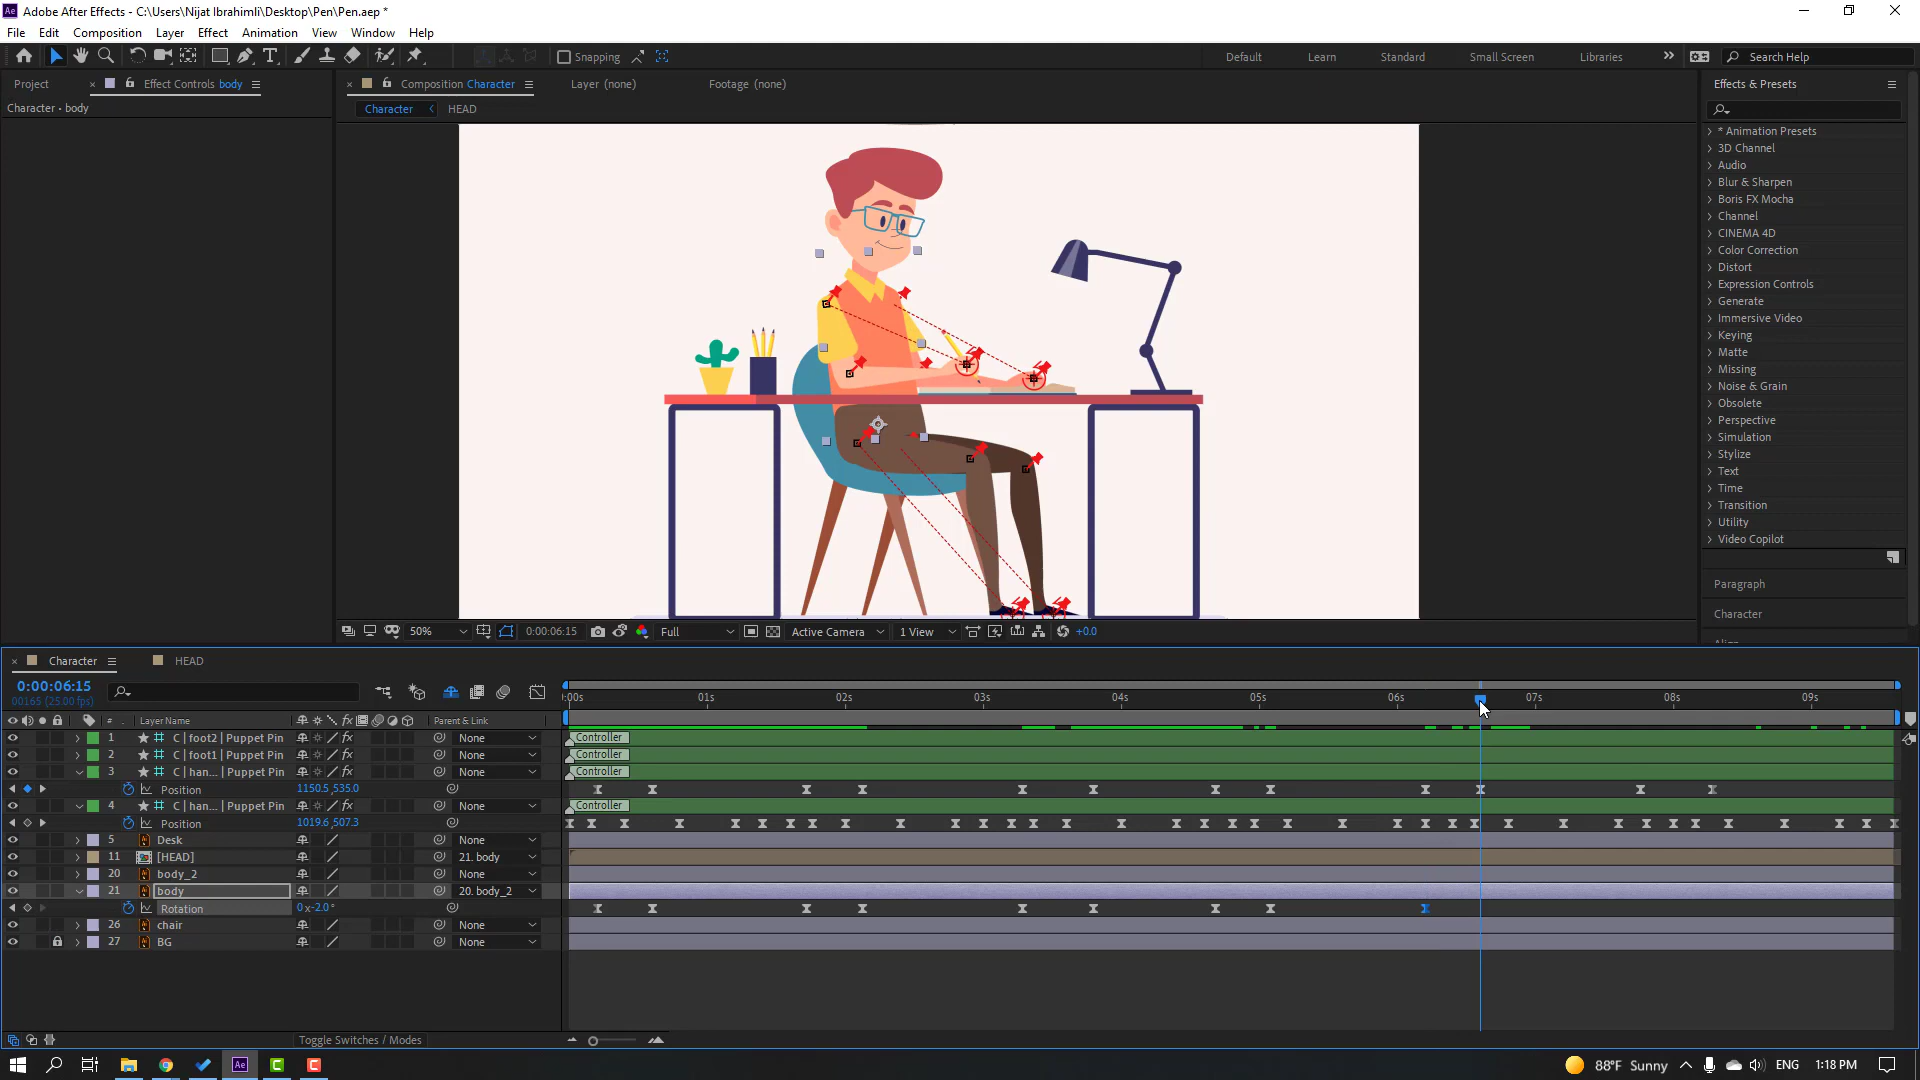 Adobe After Effects - C:\Users\Nijat Ibrahimli\Desktop\Pen\Pen.aep *
File Edit Composition Layer Effect Animation View Window Help
Snapping
Default Learn Standard Small Screen Libraries Search Help
Project Effect Controls body
Character • body
Composition Character Layer (none) Footage (none)
Character HEAD
Effects & Presets
* Animation Presets
3D Channel
Audio
Blur & Sharpen
Boris FX Mocha
Channel
CINEMA 4D
Color Correction
Distort
Expression Controls
Generate
Immersive Video
Keying
Matte
Missing
Noise & Grain
Obsolete
Perspective
Simulation
Stylize
Text
Time
Transition
Utility
Video Copilot
Paragraph
Character
50% 0:00:06:15 Full Active Camera 1 View +0.0
Character HEAD
0:00:06:15
00165 (25.00 fps)
:00s 01s 02s 03s 04s 05s 06s 07s 08s 09s
# Layer Name Parent & Link
1 C | foot2 | Puppet Pin None Controller
2 C | foot1 | Puppet Pin None Controller
3 C | han... | Puppet Pin None Controller
Position 1150.5,535.0
4 C | han... | Puppet Pin None Controller
Position 1019.6,507.3
5 Desk None
11 [HEAD] 21. body
20 body_2 None
21 body 20. body_2
Rotation 0x-2.0°
26 chair None
27 BG None
Toggle Switches / Modes
88°F Sunny ENG 1:18 PM